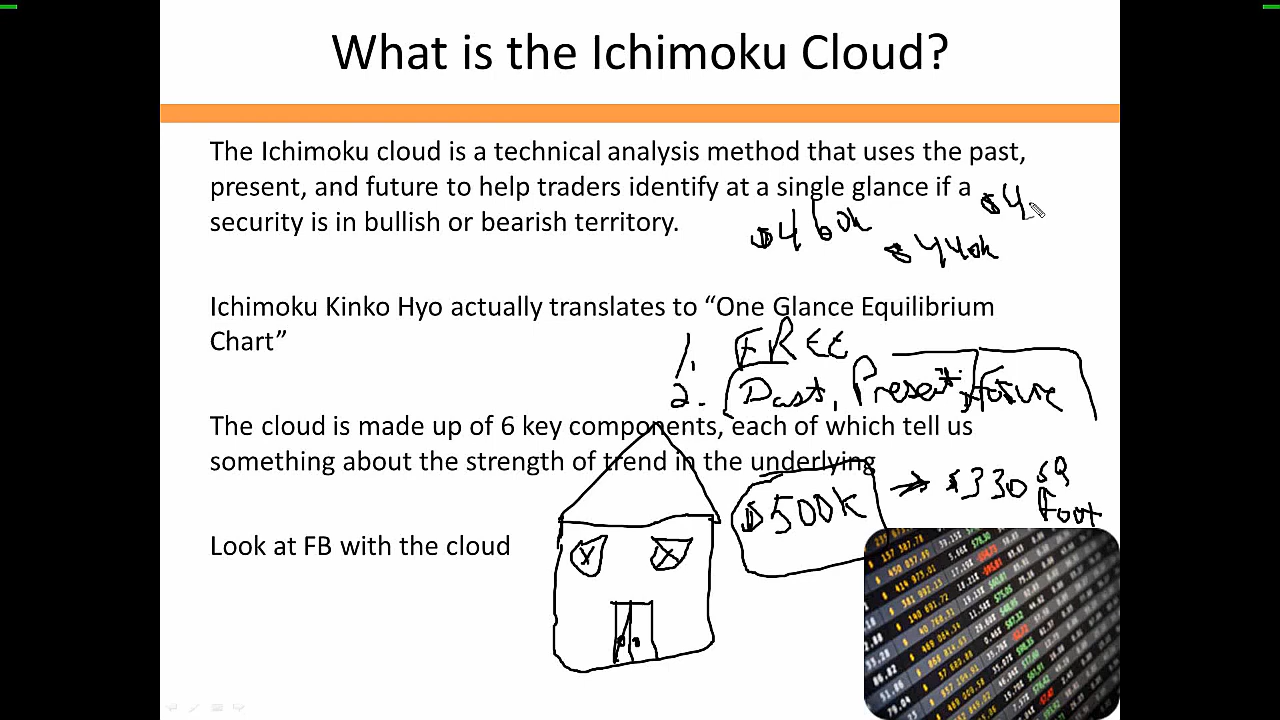 What is the Ichimoku Cloud?
The Ichimoku cloud is a technical analysis method that uses the past,
present, and future to help traders identify at a single glance if a
security is in bullish or bearish territory.
$4
$460k
$440k
Ichimoku Kinko Hyo actually translates to “One Glance Equilibrium
Chart”
1. FREE
2. Past, Present, future
The cloud is made up of 6 key components, each of which tell us
something about the strength of trend in the underlying
$500k → $330 sq
foot
Look at FB with the cloud